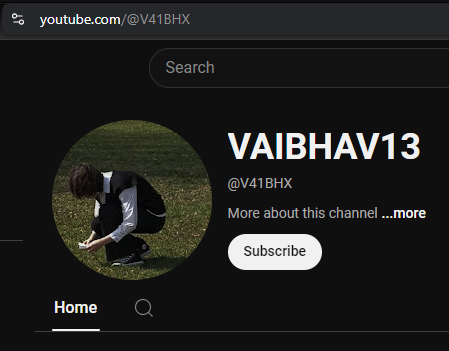 youtube.com/@V41BHX
Search
VAIBHAV13
@V41BHX
More about this channel ...more
Subscribe
Home